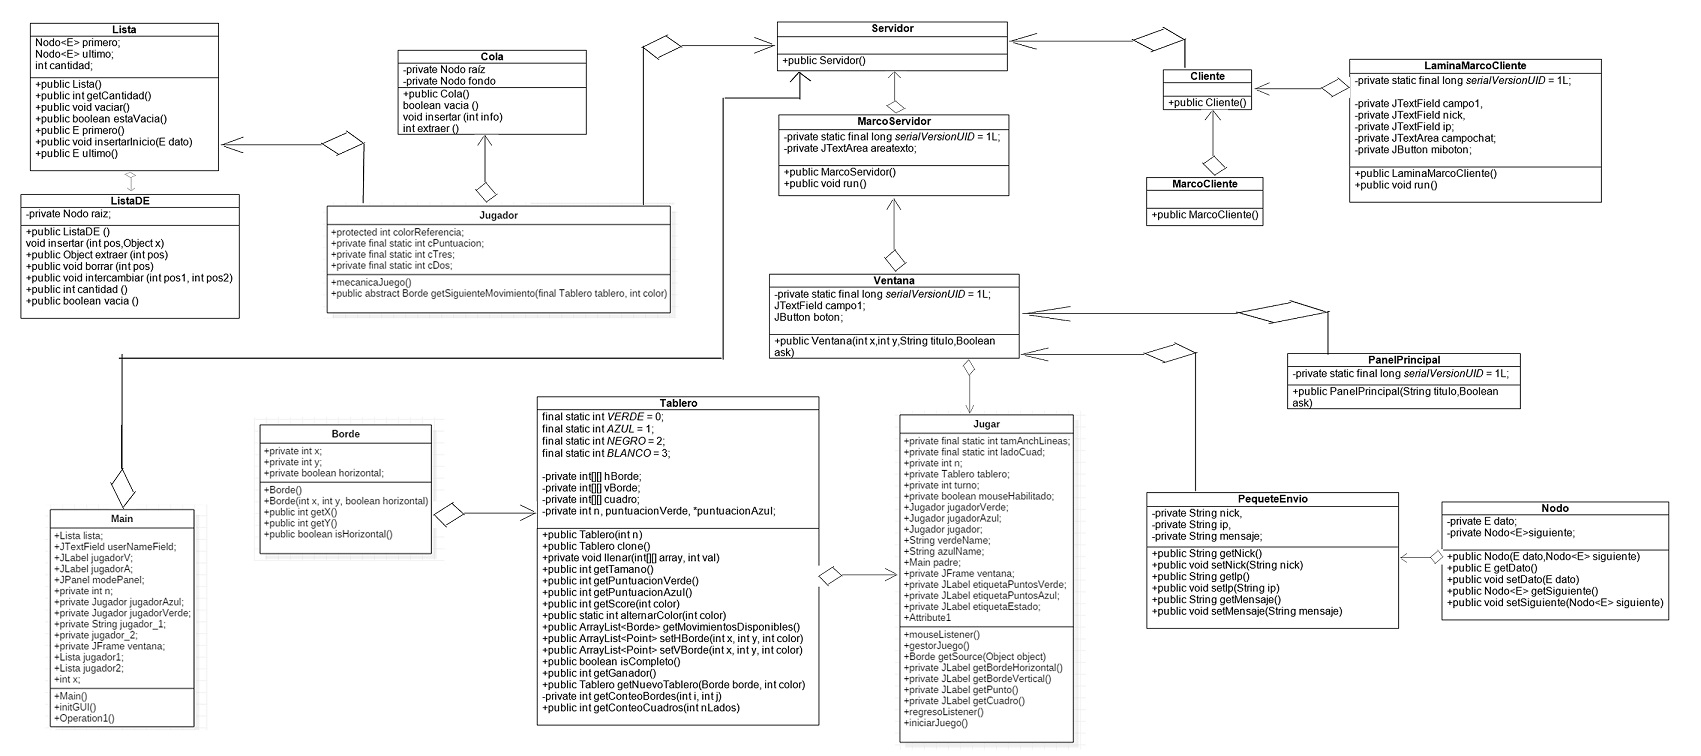 Lista
Nodo<E> primero;
Nodo<E> ultimo;
int cantidad;
+public Lista()
+public int getCantidad()
+public void vaciar()
+public boolean estaVacia()
+public E primero()
+public void insertarInicio(E dato)
+public E ultimo()
ListaDE
-private Nodo raiz;
+public ListaDE ()
void insertar (int pos,Object x)
+public Object extraer (int pos)
+public void borrar (int pos)
+public void intercambiar (int pos1, int pos2)
+public int cantidad ()
+public boolean vacia ()
Cola
-private Nodo raíz
-private Nodo fondo
+public Cola()
boolean vacia ()
void insertar (int info)
int extraer ()
Jugador
+protected int colorReferencia;
+private final static int cPuntuacion;
+private final static int cTres;
+private final static int cDos;
+mecanicaJuego()
+public abstract Borde getSiguienteMovimiento(final Tablero tablero, int color)
Servidor
+public Servidor()
MarcoServidor
-private static final long serialVersionUID = 1L;
-private JTextArea areatexto;
+public MarcoServidor()
+public void run()
Cliente
+public Cliente()
MarcoCliente
+public MarcoCliente()
LaminaMarcoCliente
-private static final long serialVersionUID = 1L;
-private JTextField campo1,
-private JTextField nick,
-private JTextField ip;
-private JTextArea campochat;
-private JButton miboton;
+public LaminaMarcoCliente()
+public void run()
Ventana
-private static final long serialVersionUID = 1L;
JTextField campo1;
JButton boton;
+public Ventana(int x,int y,String titulo,Boolean
ask)
PanelPrincipal
-private static final long serialVersionUID = 1L;
+public PanelPrincipal(String titulo,Boolean
ask)
Main
+Lista lista;
+JTextField userNameField;
+JLabel jugadorV;
+JLabel jugadorA;
+JPanel modePanel;
+private int n;
+private Jugador jugadorAzul;
+private Jugador jugadorVerde;
+private String jugador_1;
+private jugador_2;
+private JFrame ventana;
+Lista jugador1;
+Lista jugador2;
+int x;
+Main()
+initGUI()
+Operation1()
Borde
+private int x;
+private int y;
+private boolean horizontal;
+Borde()
+Borde(int x, int y, boolean horizontal)
+public int getX()
+public int getY()
+public boolean isHorizontal()
Tablero
final static int VERDE = 0;
final static int AZUL = 1;
final static int NEGRO = 2;
final static int BLANCO = 3;
-private int[][] hBorde;
-private int[][] vBorde;
-private int[][] cuadro;
-private int n, puntuacionVerde, *puntuacionAzul;
+public Tablero(int n)
+public Tablero clone()
+private void llenar(int[][] array, int val)
+public int getTamano()
+public int getPuntuacionVerde()
+public int getPuntuacionAzul()
+public int getScore(int color)
+public static int alternarColor(int color)
+public ArrayList<Borde> getMovimientosDisponibles()
+public ArrayList<Point> setHBorde(int x, int y, int color)
+public ArrayList<Point> setVBorde(int x, int y, int color)
+public boolean isCompleto()
+public int getGanador()
+public Tablero getNuevoTablero(Borde borde, int color)
-private int getConteoBordes(int i, int j)
+public int getConteoCuadros(int nLados)
Jugar
+private final static int tamAnchLineas;
+private final static int ladoCuad;
+private int n;
+private Tablero tablero;
+private int turno;
+private boolean mouseHabilitado;
+Jugador jugadorVerde;
+Jugador jugadorAzul;
+Jugador jugador;
+String verdeName;
+String azulName;
+Main padre;
+private JFrame ventana;
+private JLabel etiquetaPuntosVerde;
+private JLabel etiquetaPuntosAzul;
+private JLabel etiquetaEstado;
+Attribute1
+mouseListener()
+gestorJuego()
+Borde getSource(Object object)
+private JLabel getBordeHorizontal()
+private JLabel getBordeVertical()
+private JLabel getPunto()
+private JLabel getCuadro()
+regresoListener()
+iniciarJuego()
PequeteEnvio
-private String nick,
-private String ip,
-private String mensaje;
+public String getNick()
+public void setNick(String nick)
+public String getIp()
+public void setIp(String ip)
+public String getMensaje()
+public void setMensaje(String mensaje)
Nodo
-private E dato;
-private Nodo<E>siguiente;
+public Nodo(E dato,Nodo<E> siguiente)
+public E getDato()
+public void setDato(E dato)
+public Nodo<E> getSiguiente()
+public void setSiguiente(Nodo<E> siguiente)